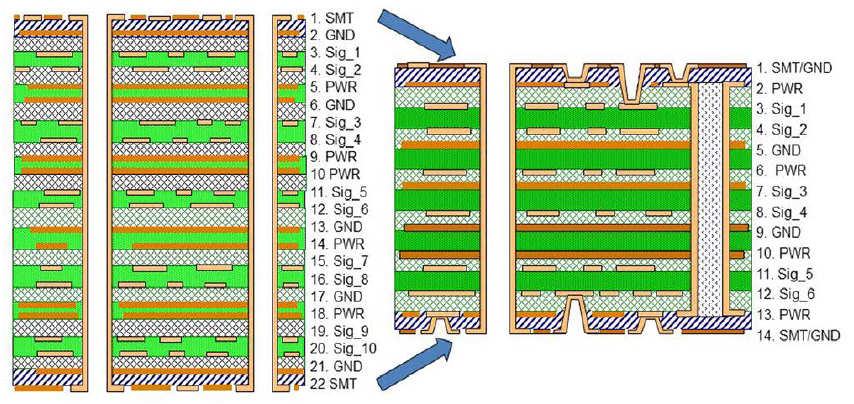 1. SMT
2. GND
3. Sig_1
4. Sig_2
5. PWR
6. GND
7. Sig_3
8. Sig_4
9. PWR
10 PWR
11. Sig_5
12. Sig_6
13. GND
14. PWR
15. Sig_7
16. Sig_8
17. GND
18. PWR
19. Sig_9
20. Sig_10
21. GND
22 SMT
1. SMT/GND
2. PWR
3. Sig_1
4. Sig_2
5. GND
6. PWR
7. Sig_3
8. Sig_4
9. GND
10. PWR
11. Sig_5
12. Sig_6
13. PWR
14. SMT/GND